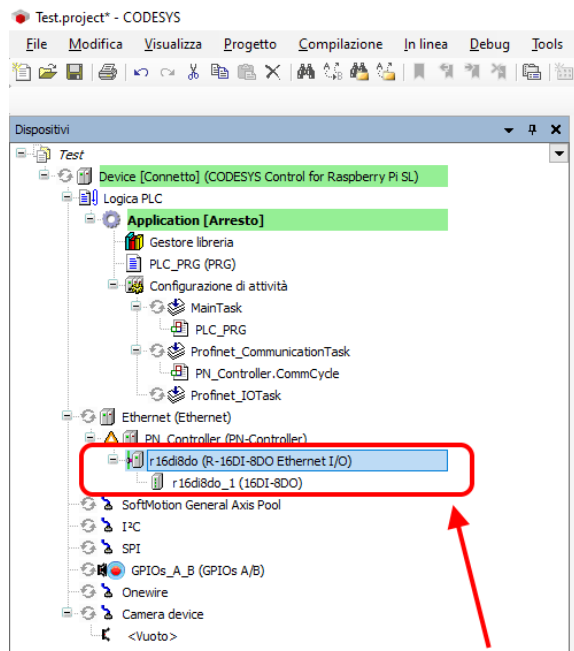 Test.project* - CODESYS
File Modifica Visualizza Progetto Compilazione In linea Debug Tools
Dispositivi
Test
Device [Connetto] (CODESYS Control for Raspberry Pi SL)
Logica PLC
Application [Arresto]
Gestore libreria
PLC_PRG (PRG)
Configurazione di attività
MainTask
PLC_PRG
Profinet_CommunicationTask
PN_Controller.CommCycle
Profinet_IOTask
Ethernet (Ethernet)
PN_Controller (PN-Controller)
r16di8do (R-16DI-8DO Ethernet I/O)
r16di8do_1 (16DI-8DO)
SoftMotion General Axis Pool
I²C
SPI
GPIOs_A_B (GPIOs A/B)
Onewire
Camera device
<Vuoto>